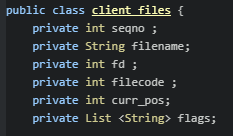 public class client_files {
private int seqno ;
private String filename;
private int fd ;
private int filecode ;
private int curr_pos;
private List <String> flags;